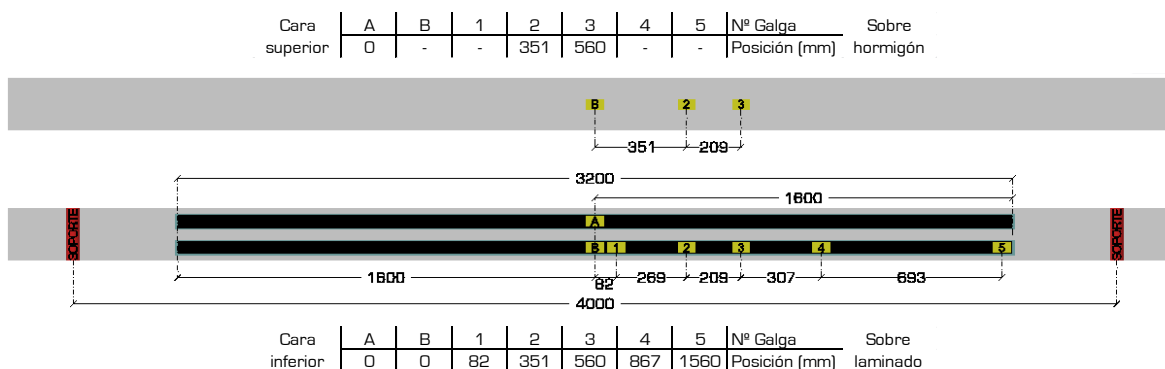 Cara A B 1 2 3 4 5 Nº Galga Sobre
superior 0 - - 351 560 - - Posición (mm) hormigón
B 2 3
351 209
3200
1600
SOPORTE A SOPORTE
B 1 2 3 4 5
1600 82 269 209 307 693
4000
Cara A B 1 2 3 4 5 Nº Galga Sobre
inferior 0 0 82 351 560 867 1560 Posición (mm) laminado